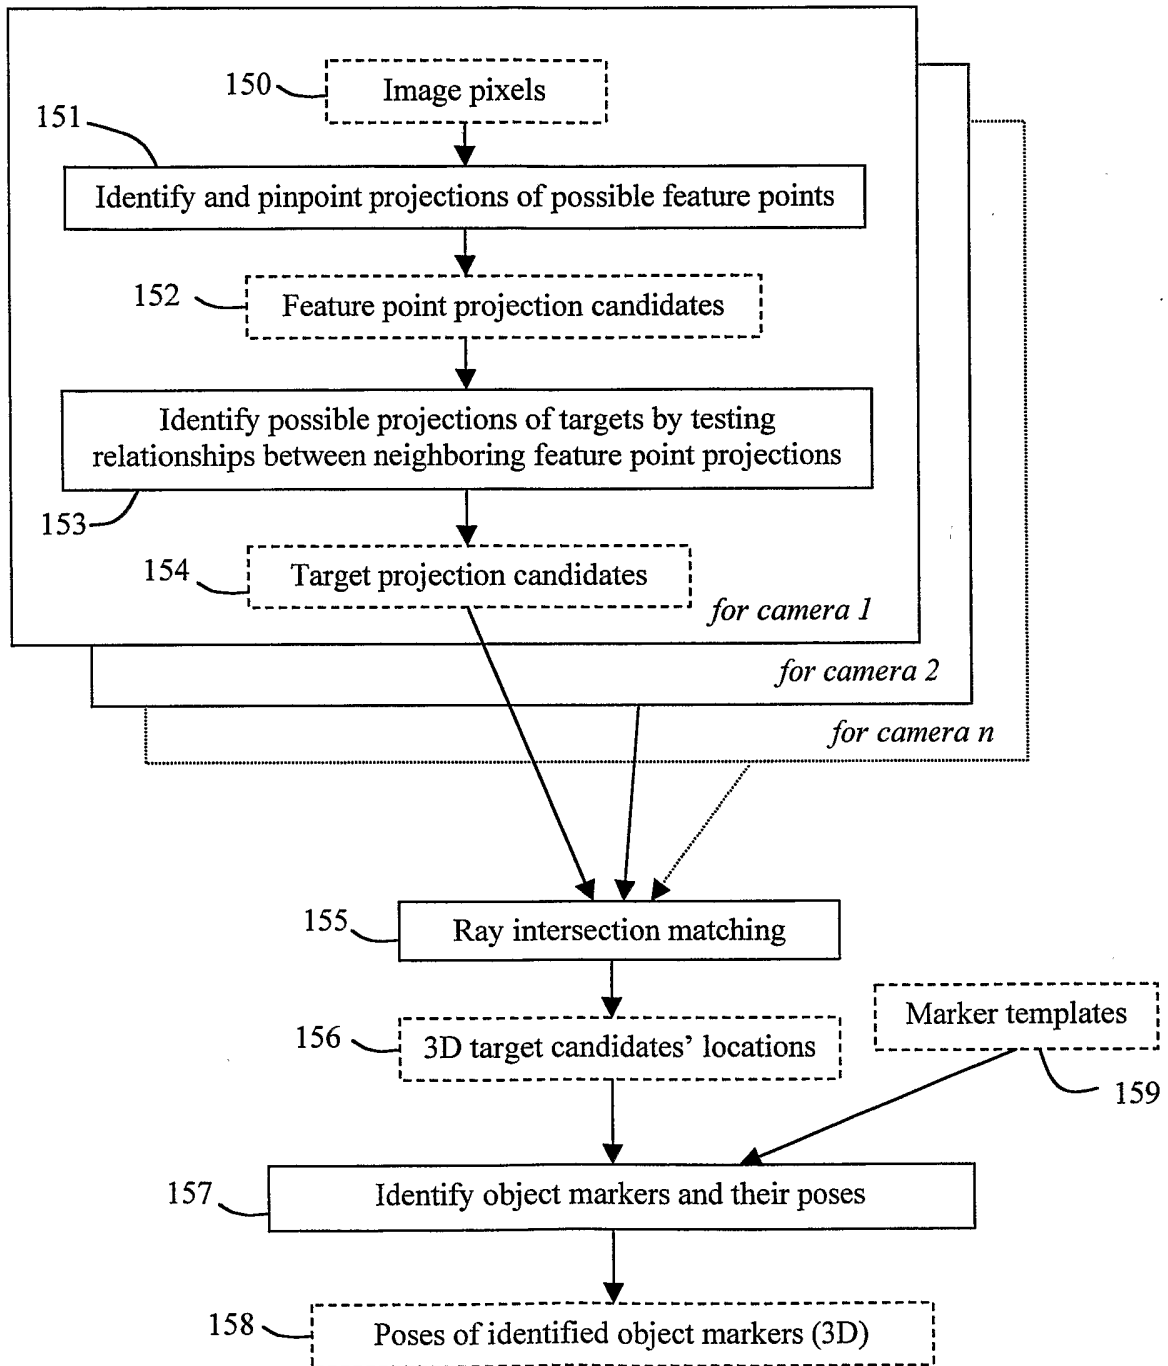 150
Image pixels
151
Identify and pinpoint projections of possible feature points
152
Feature point projection candidates
Identify possible projections of targets by testing
relationships between neighboring feature point projections
153
154
Target projection candidates
for camera 1
for camera 2
for camera n
155
Ray intersection matching
Marker templates
156
3D target candidates’ locations
159
157
Identify object markers and their poses
158
Poses of identified object markers (3D)